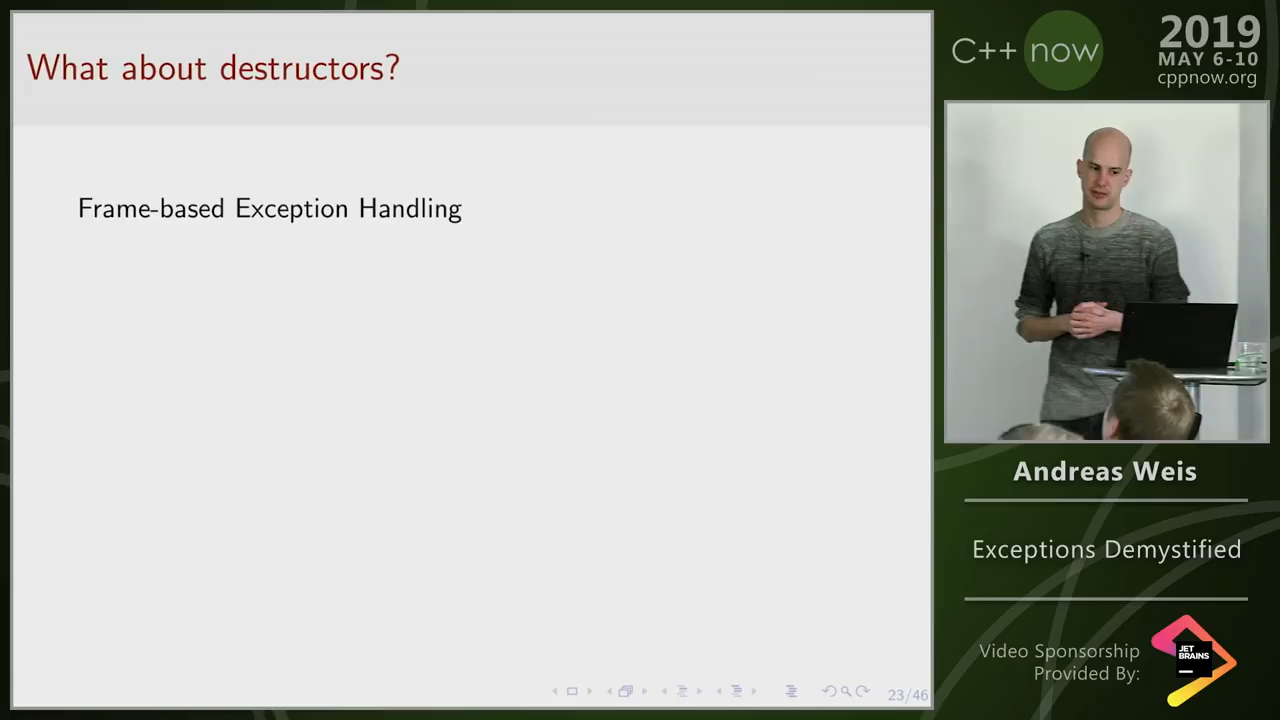 What about destructors?
Frame-based Exception Handling
23/46
C++ now
2019
MAY 6-10
cppnow.org
Andreas Weis
Exceptions Demystified
Video Sponsorship
Provided By:
JET
BRAINS